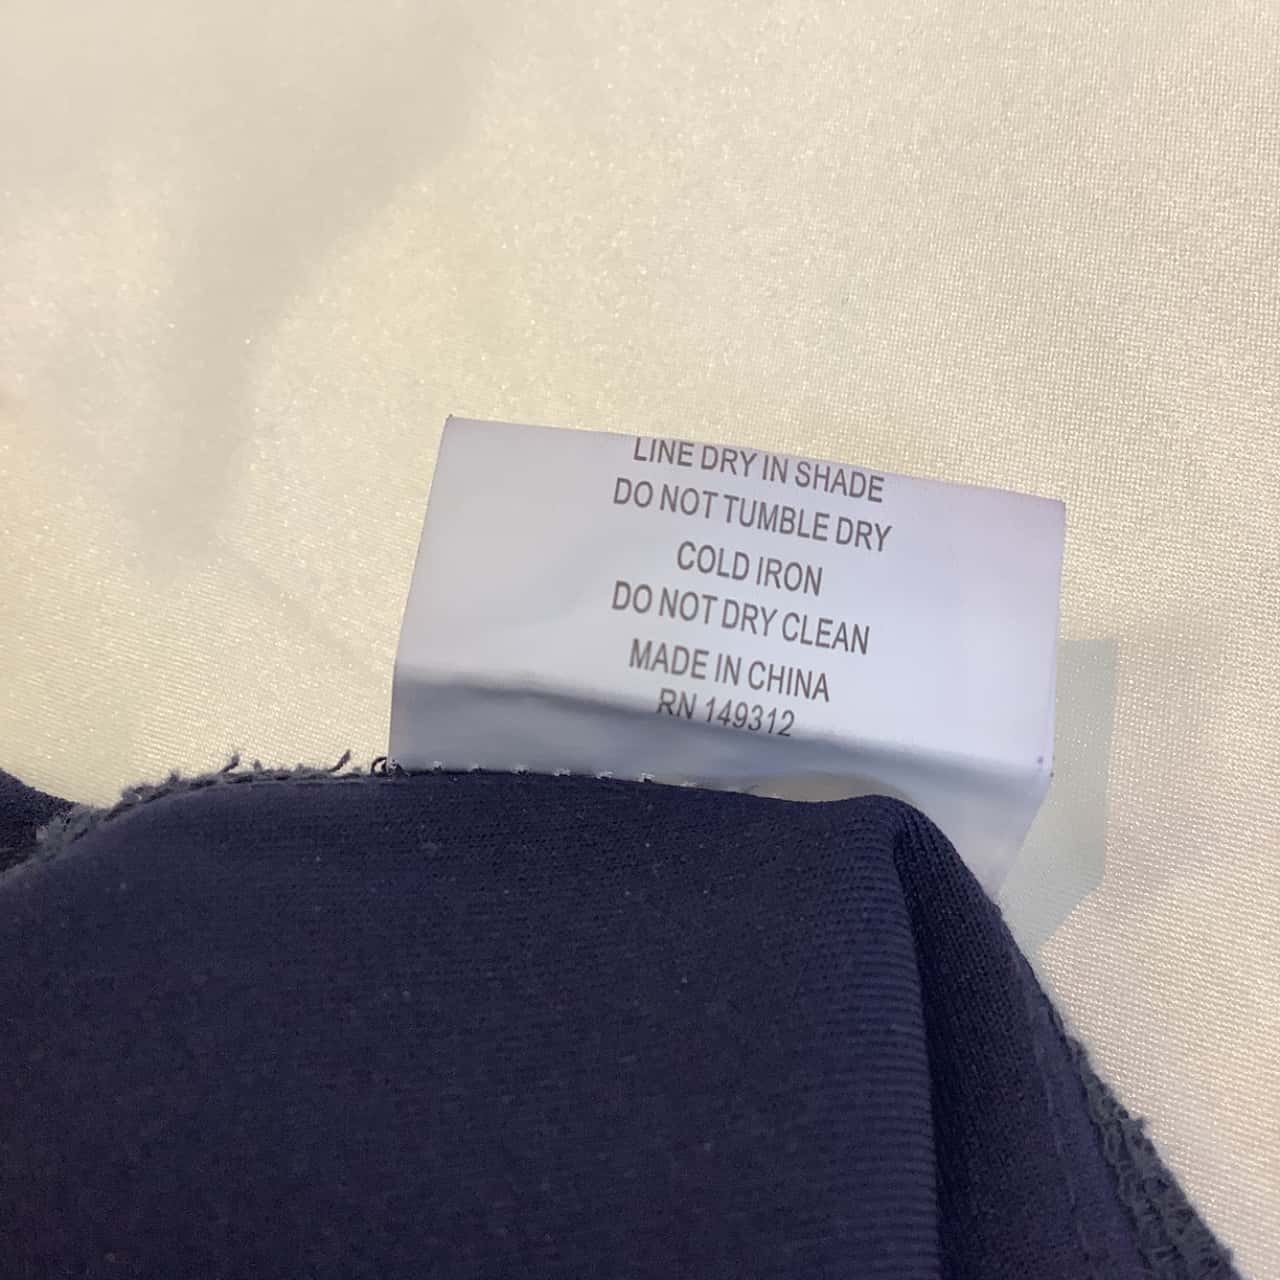 LINE DRY IN SHADE
DO NOT TUMBLE DRY
COLD IRON
DO NOT DRY CLEAN
MADE IN CHINA
RN 149312